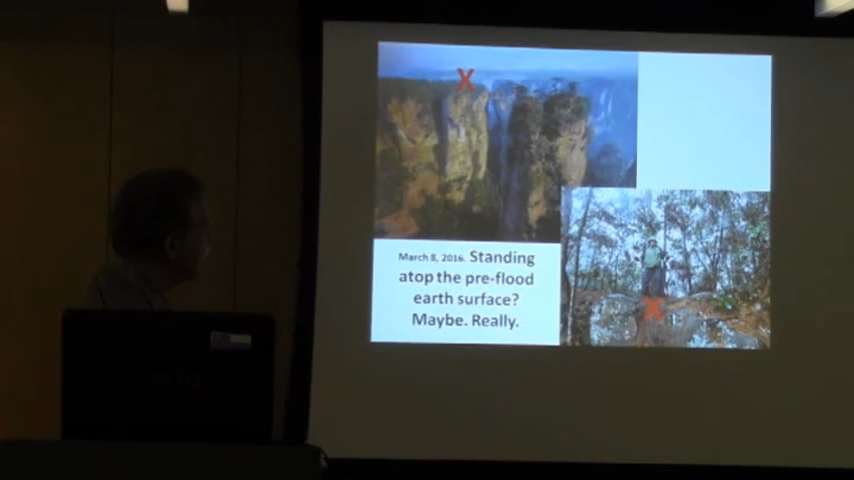 X
March 8, 2016. Standing
atop the pre-flood
earth surface?
Maybe. Really.
X